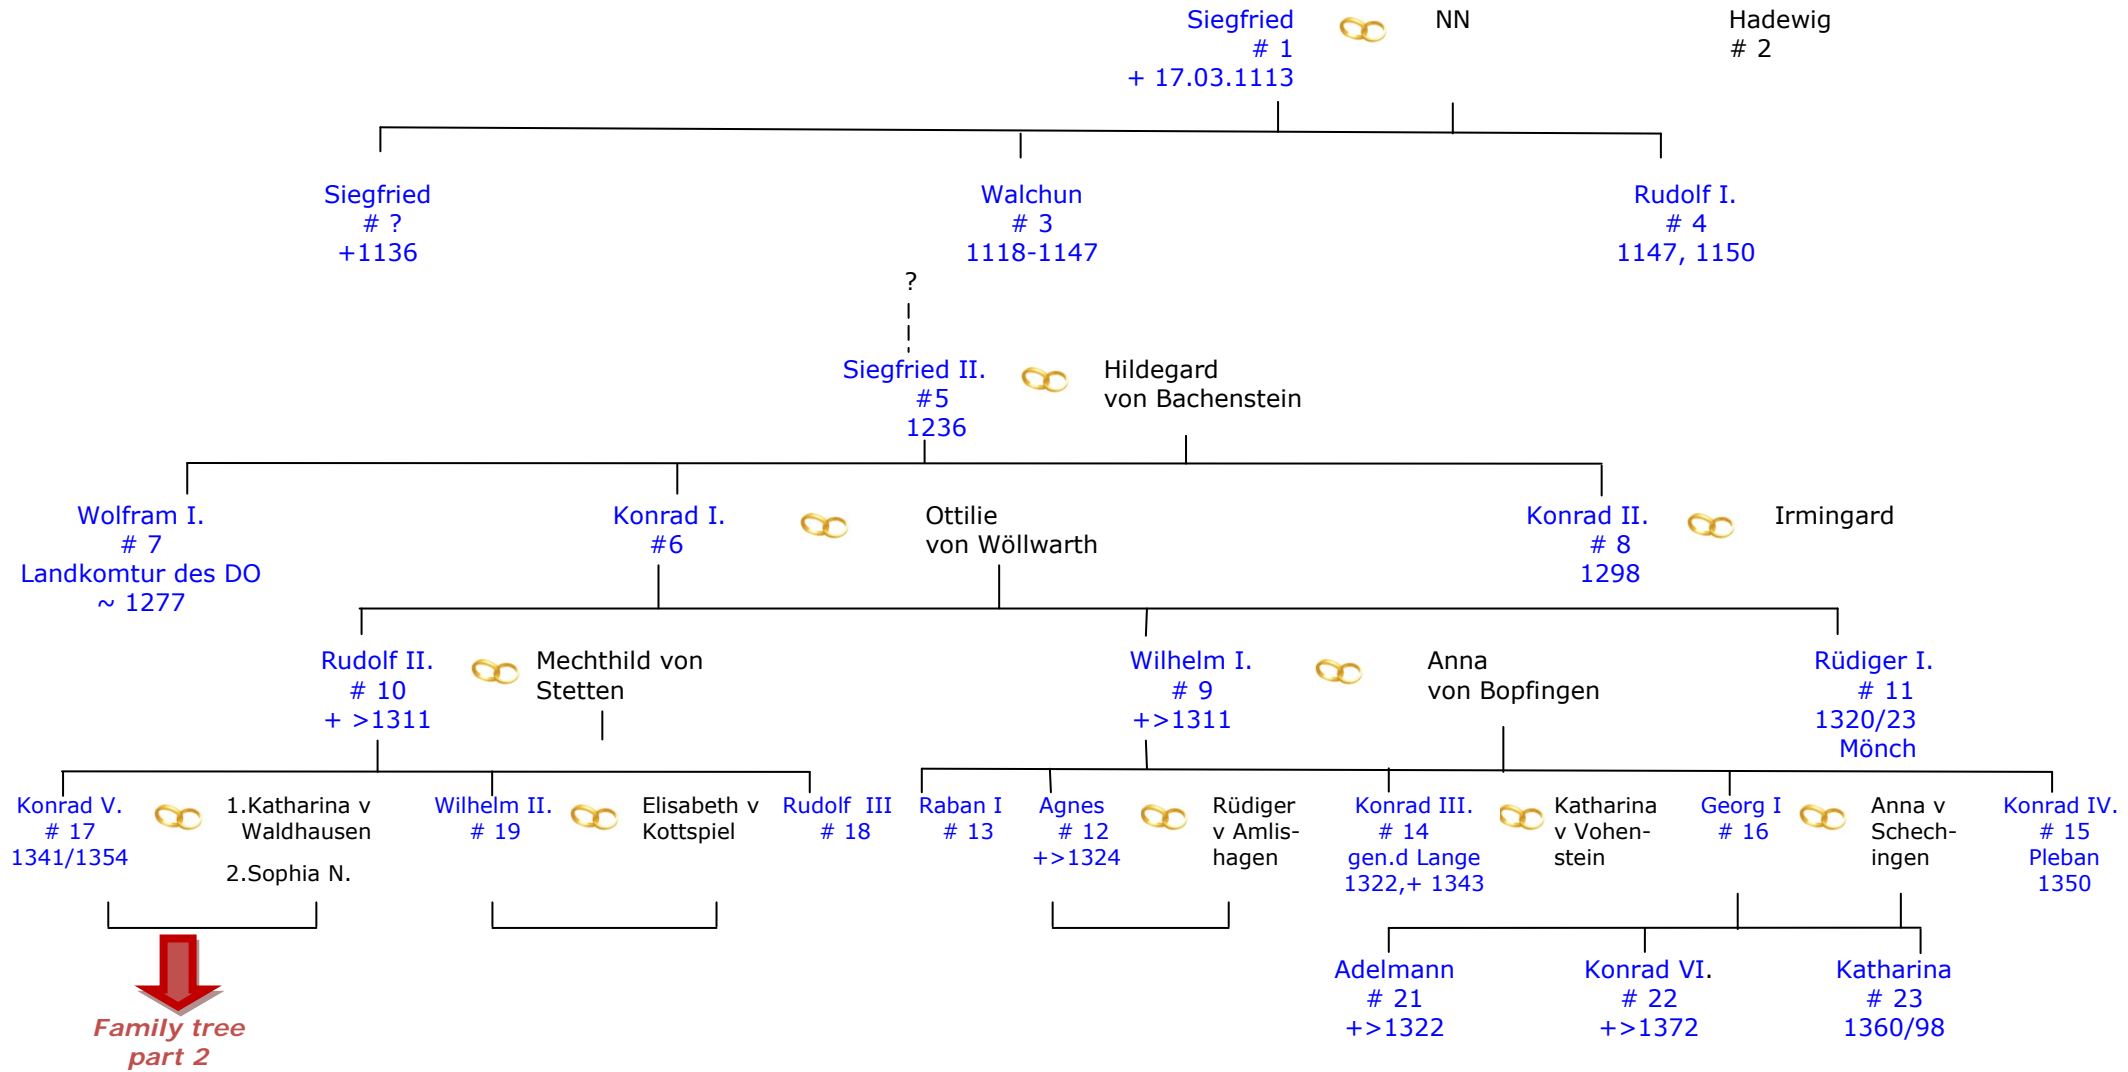 Siegfried
# 1
+ 17.03.1113
NN
Hadewig
# 2
Siegfried
# ?
+1136
Walchun
# 3
1118-1147
Rudolf I.
# 4
1147, 1150
?
Siegfried II.
#5
1236
Hildegard
von Bachenstein
Wolfram I.
# 7
Landkomtur des DO
~ 1277
Konrad I.
#6
Ottilie
von Wöllwarth
Konrad II.
# 8
1298
Irmingard
Rudolf II.
# 10
+ >1311
Mechthild von
Stetten
Wilhelm I.
# 9
+>1311
Anna
von Bopfingen
Rüdiger I.
# 11
1320/23
Mönch
Konrad V.
# 17
1341/1354
1.Katharina v
Waldhausen
2.Sophia N.
Wilhelm II.
# 19
Elisabeth v
Kottspiel
Rudolf III
# 18
Raban I
# 13
Agnes
# 12
+>1324
Rüdiger
v Amlis-
hagen
Konrad III.
# 14
gen.d Lange
1322,+ 1343
Katharina
v Vohen-
stein
Georg I
# 16
Anna v
Schech-
ingen
Konrad IV.
# 15
Pleban
1350
Adelmann
# 21
+>1322
Konrad VI.
# 22
+>1372
Katharina
# 23
1360/98
Family tree
part 2